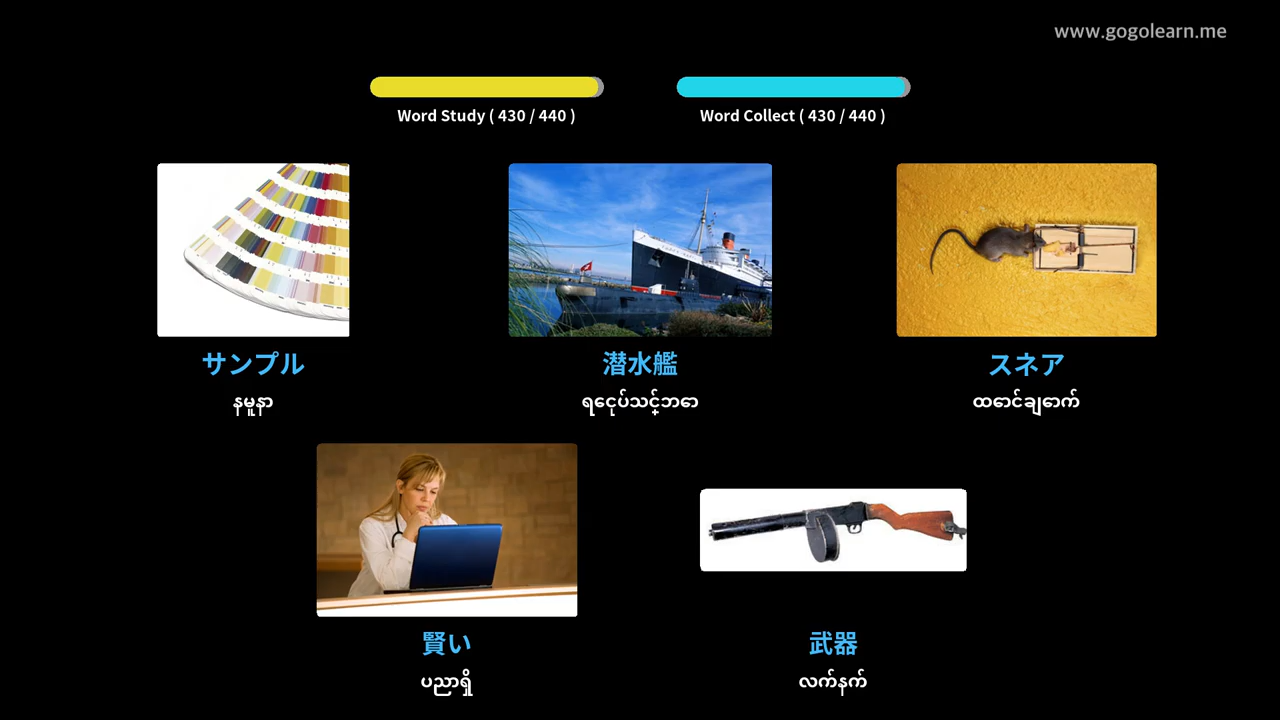 www.gogolearn.me
Word Study ( 430 / 440 )
Word Collect ( 430 / 440 )
サンプル
潜水艦
スネア
နမူနာ
ရငေုပ်သင်္ဘော
ထောင်ချောက်
賢い
武器
ပညာရှိ
လက်နက်